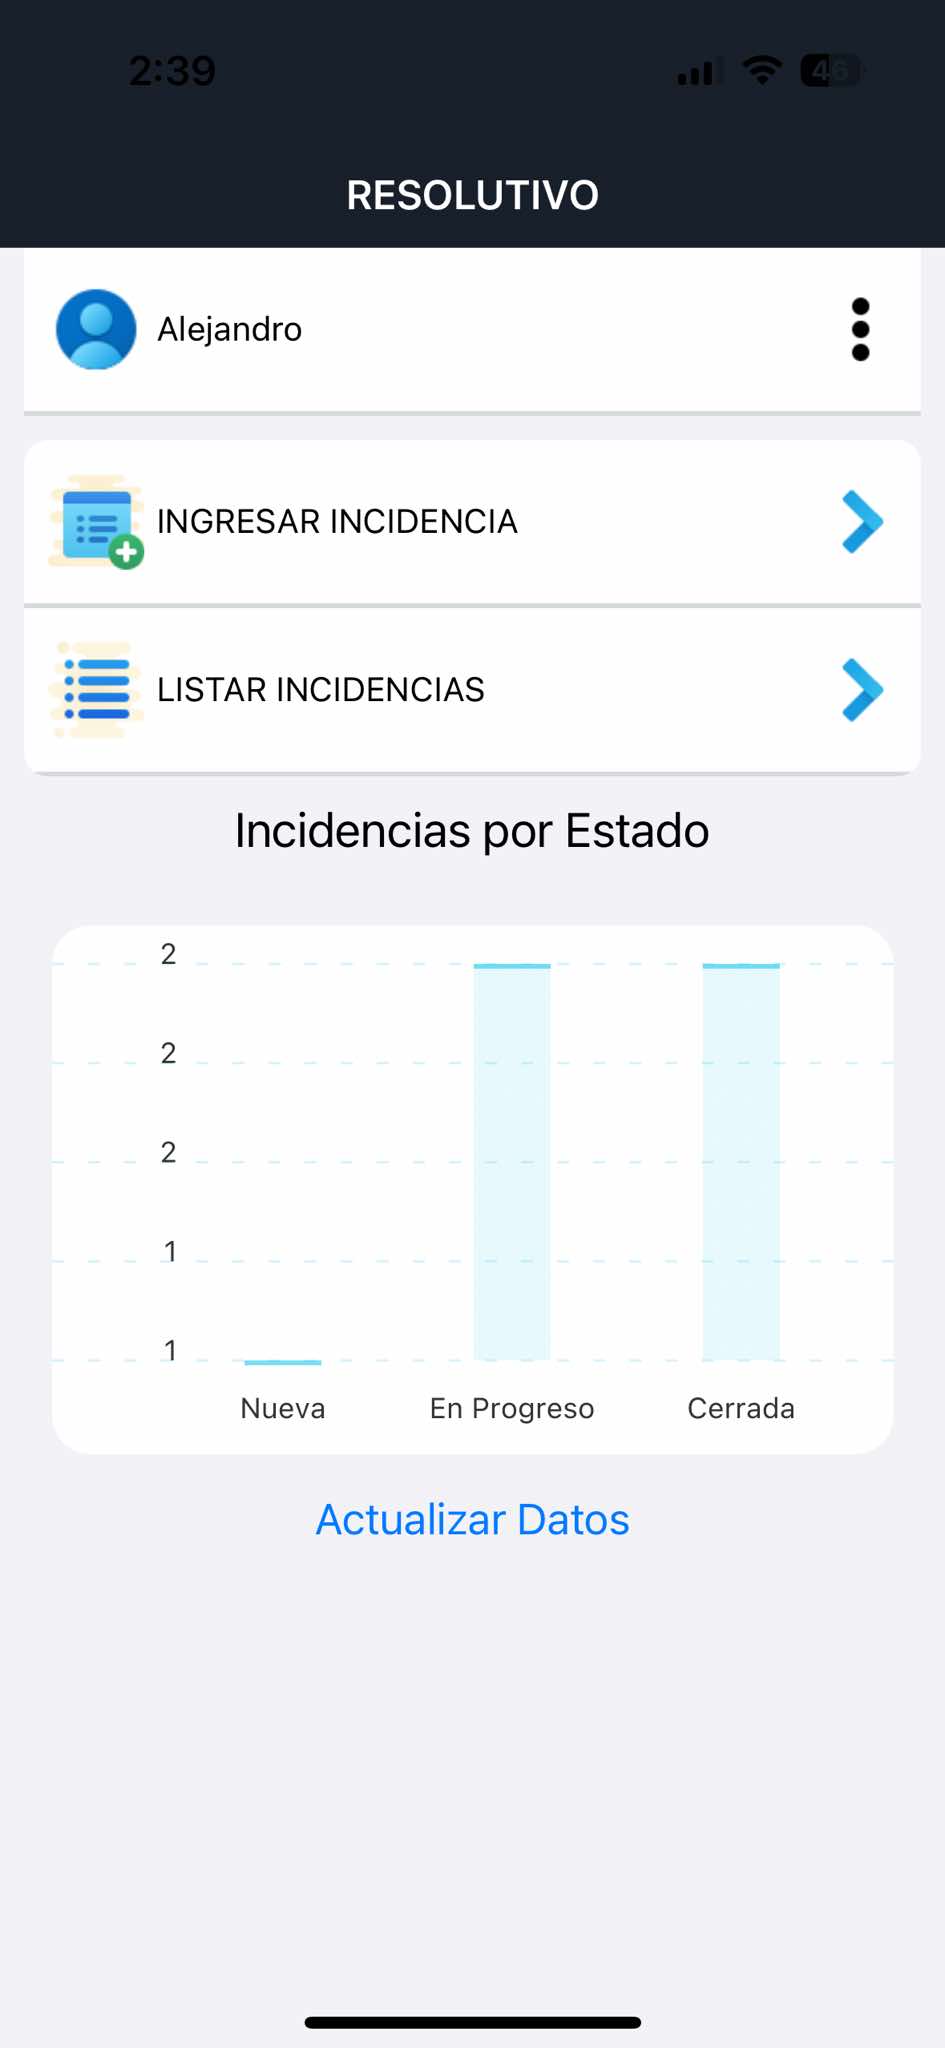 2:39
46
RESOLUTIVO
Alejandro
INGRESAR INCIDENCIA
LISTAR INCIDENCIAS
Incidencias por Estado
2
2
2
1
1
Nueva En Progreso Cerrada
Actualizar Datos